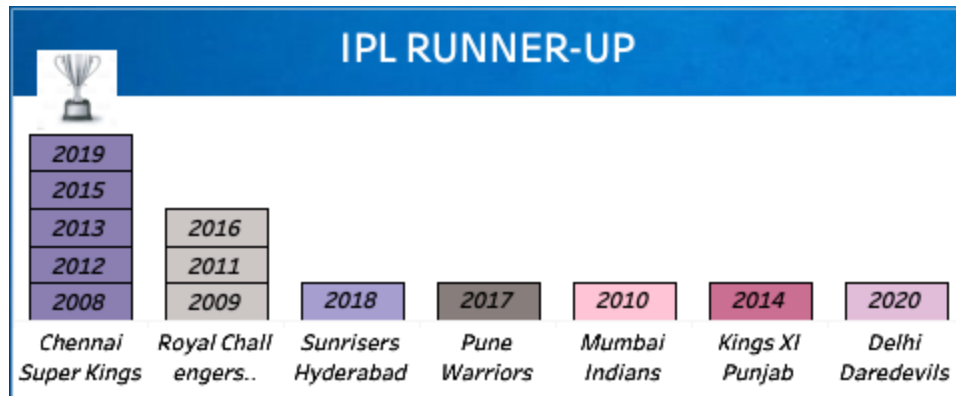 IPL RUNNER-UP
2019
2015
2013
2012
2008
2016
2011
2009
2018
2017
2010
2014
2020
Chennai
Super Kings
Royal Chall
engers..
Sunrisers
Hyderabad
Pune
Warriors
Mumbai
Indians
Kings XI
Punjab
Delhi
Daredevils